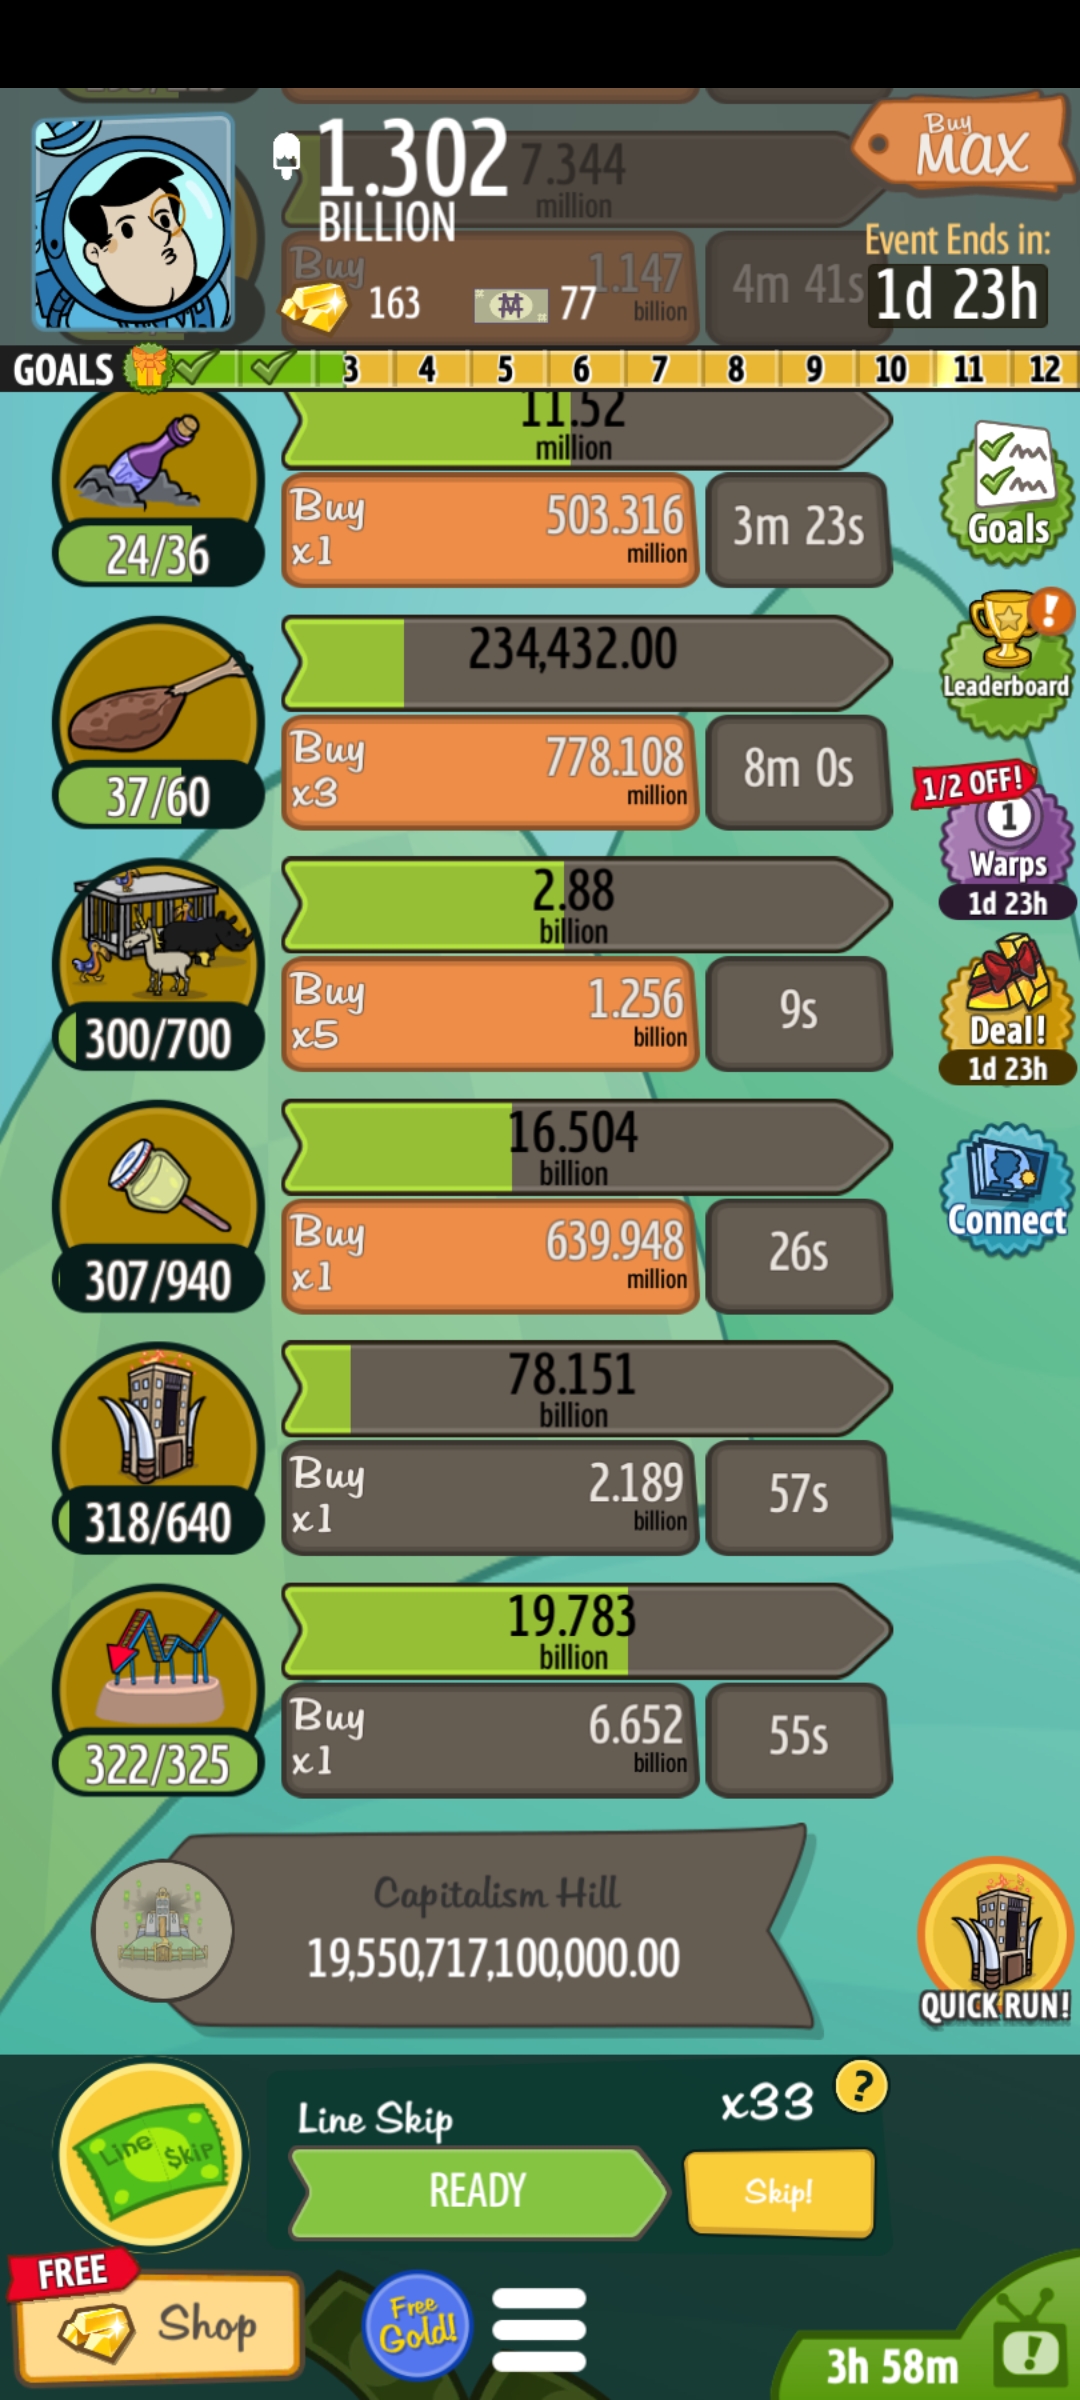 1.302
BILLION
7.344
million
Buy
MAX
Buy
1.147
billion
4m 41s
163
77
Event Ends in:
1d 23h
GOALS
3 4 5 6 7 8 9 10 11 12
11.52
million
24/36
Buy
x1
503.316
million
3m 23s
Goals
234,432.00
37/60
Buy
x3
778.108
million
8m 0s
Leaderboard
1/2 OFF!
1
Warps
1d 23h
2.88
billion
300/700
Buy
x5
1.256
billion
9s
Deal!
1d 23h
16.504
billion
307/940
Buy
x1
639.948
million
26s
Connect
78.151
billion
318/640
Buy
x1
2.189
billion
57s
19.783
billion
322/325
Buy
x1
6.652
billion
55s
Capitalism Hill
19,550,717,100,000.00
QUICK RUN!
Line Skip
x33
?
Line $kip
READY
Skip!
FREE
Shop
Free
Gold!
3h 58m